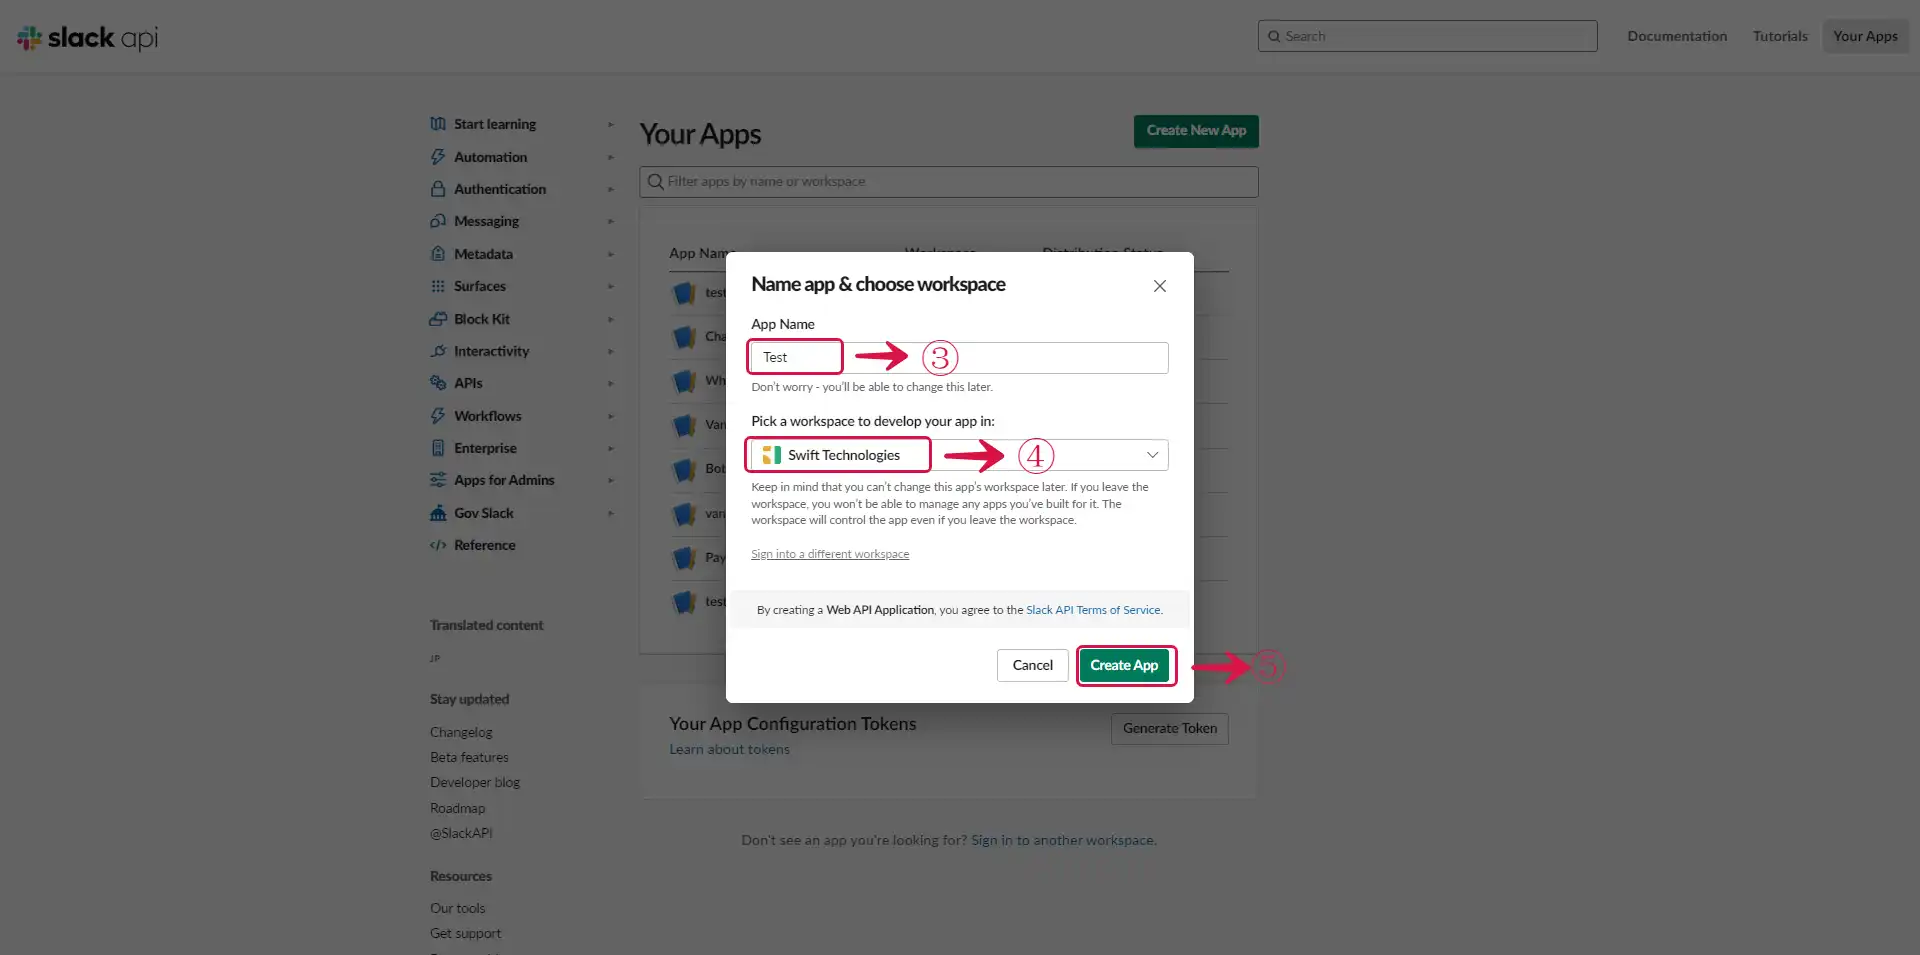 slack api
Search
Documentation
Tutorials
Your Apps
Start learning
Automation
Authentication
Messaging
Metadata
Surfaces
Block Kit
Interactivity
APIs
Workflows
Enterprise
Apps for Admins
Gov Slack
Reference
Translated content
JP
Stay updated
Changelog
Beta features
Developer blog
Roadmap
@SlackAPI
Resources
Our tools
Get support
Your Apps
Create New App
Filter apps by name or workspace
App Name
Workspace
Distribution Status
Name app & choose workspace
App Name
Test
③
Don't worry - you'll be able to change this later.
Pick a workspace to develop your app in:
Swift Technologies
④
Keep in mind that you can't change this app's workspace later. If you leave the
workspace, you won't be able to manage any apps you've built for it. The
workspace will control the app even if you leave the workspace.
Sign into a different workspace
By creating a Web API Application, you agree to the Slack API Terms of Service.
Cancel
Create App
⑤
Your App Configuration Tokens
Learn about tokens
Generate Token
Don't see an app you're looking for? Sign in to another workspace.